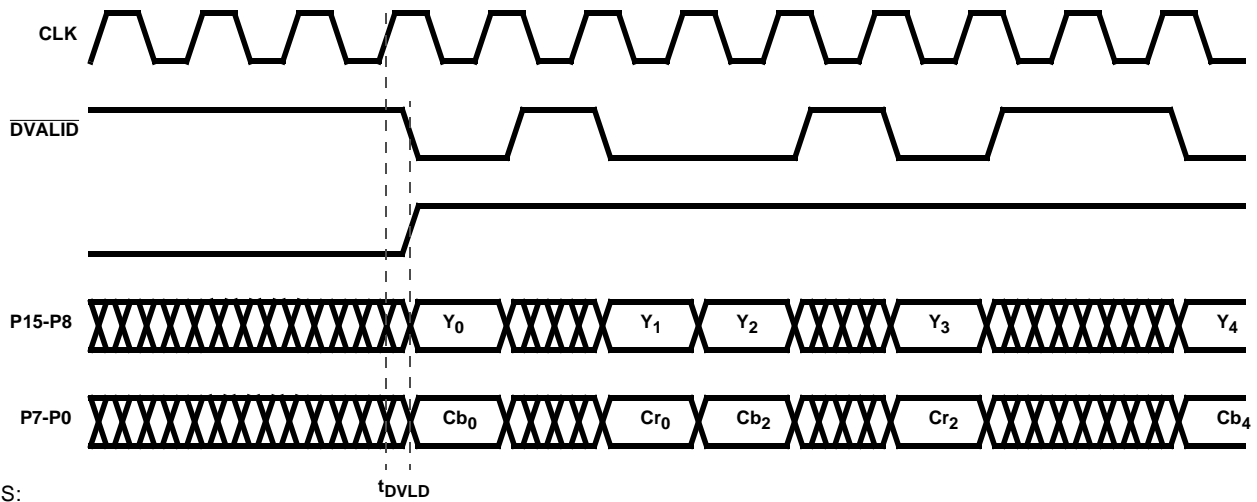 CLK
DVALID
P15-P8 Y0 Y1 Y2 Y3 Y4
P7-P0 Cb0 Cr0 Cb2 Cr2 Cb4
tDVLD
S: